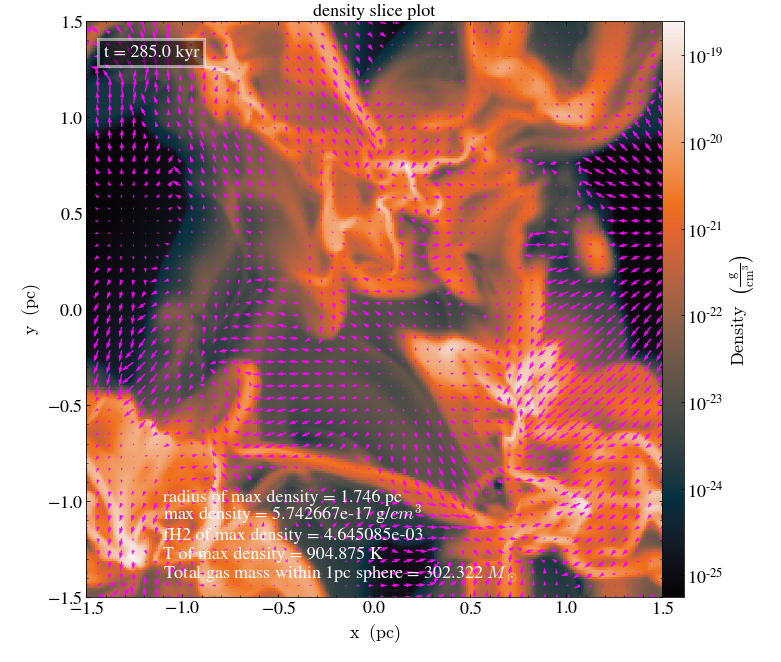 density slice plot
t = 285.0 kyr
radius of max density = 1.746 pc
max density = 5.742667e-17 g/cm³
fH2 of max density = 4.645085e-03
T of max density = 904.875 K
Total gas mass within 1pc sphere = 302.322 M☉
1.5
1.0
0.5
0.0
−0.5
−1.0
−1.5
y (pc)
−1.5 −1.0 −0.5 0.0 0.5 1.0 1.5
x (pc)
10⁻¹⁹
10⁻²⁰
10⁻²¹
10⁻²²
10⁻²³
10⁻²⁴
10⁻²⁵
Density (g/cm³)